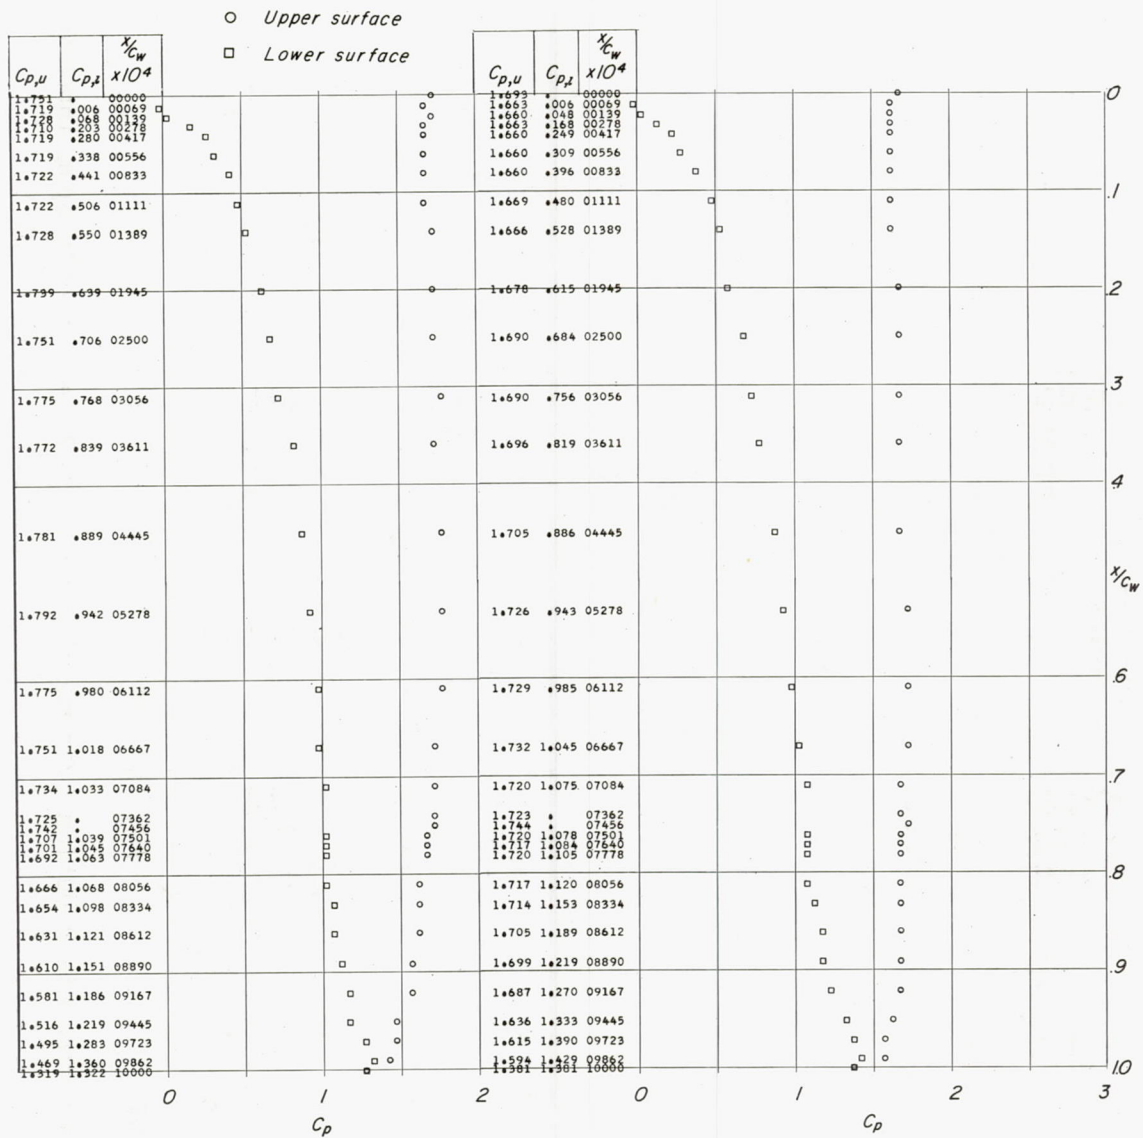 Upper surface
Lower surface
Cp,u Cp,l x/cw x10⁴
1.751 . 00000
1.719 .006 00069
1.728 .068 00139
1.710 .203 00278
1.719 .280 00417
1.719 .338 00556
1.722 .441 00833
1.722 .506 01111
1.728 .550 01389
1.739 .639 01945
1.751 .706 02500
1.775 .768 03056
1.772 .839 03611
1.781 .889 04445
1.792 .942 05278
1.775 .980 06112
1.751 1.018 06667
1.734 1.033 07084
1.725 . 07362
1.742 . 07456
1.707 1.039 07501
1.701 1.045 07640
1.692 1.063 07778
1.666 1.068 08056
1.654 1.098 08334
1.631 1.121 08612
1.610 1.151 08890
1.581 1.186 09167
1.516 1.219 09445
1.495 1.283 09723
1.469 1.360 09862
1.319 1.322 10000
0 1 2
Cp
Cp,u Cp,l x/cw x10⁴
1.693 . 00000
1.663 .006 00069
1.660 .048 00139
1.663 .168 00278
1.660 .249 00417
1.660 .309 00556
1.660 .396 00833
1.669 .480 01111
1.666 .528 01389
1.678 .615 01945
1.690 .684 02500
1.690 .756 03056
1.696 .819 03611
1.705 .886 04445
1.726 .943 05278
1.729 .985 06112
1.732 1.045 06667
1.720 1.075 07084
1.723 . 07362
1.744 . 07456
1.720 1.078 07501
1.717 1.084 07640
1.720 1.105 07778
1.717 1.120 08056
1.714 1.153 08334
1.705 1.189 08612
1.699 1.219 08890
1.687 1.270 09167
1.636 1.333 09445
1.615 1.390 09723
1.594 1.429 09862
1.381 1.381 10000
0 1 2 3
Cp
0
.1
.2
.3
.4
x/cw
.6
.7
.8
.9
1.0